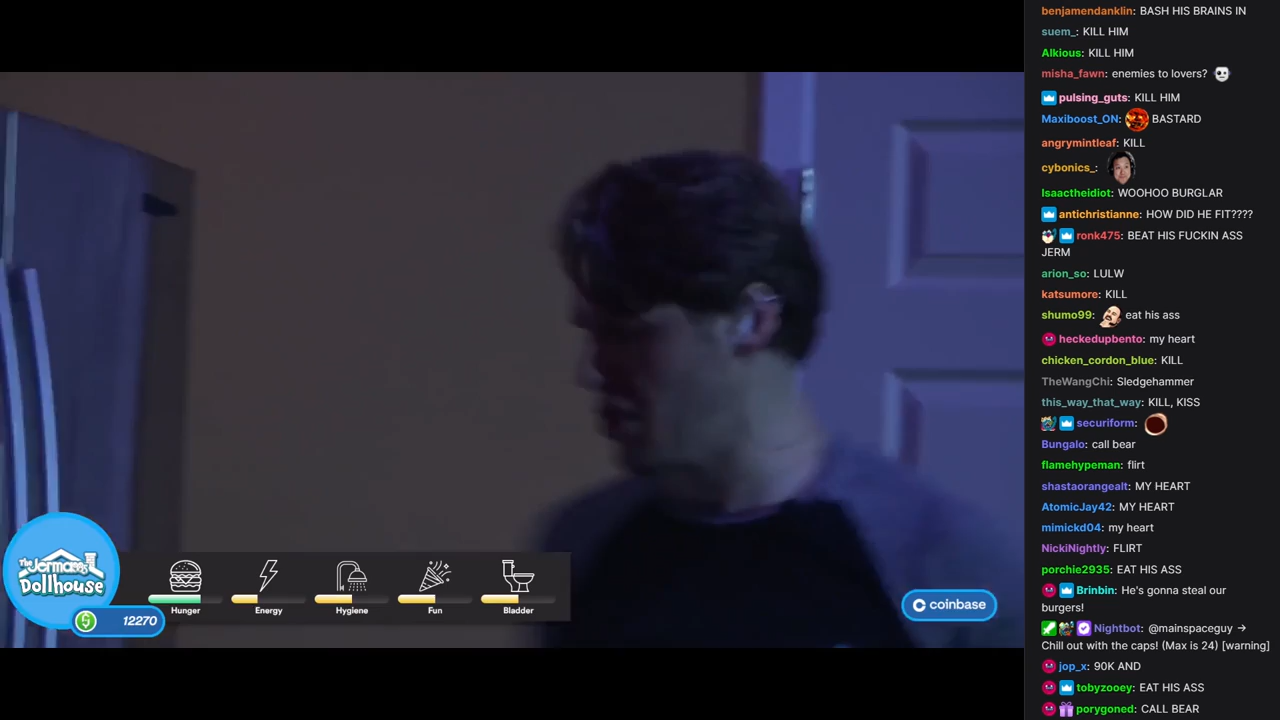 benjamendanklin: BASH HIS BRAINS IN
suem_: KILL HIM
Alkious: KILL HIM
misha_fawn: enemies to lovers?
pulsing_guts: KILL HIM
Maxiboost_ON: BASTARD
angrymintleaf: KILL
cybonics_:
Isaactheidiot: WOOHOO BURGLAR
antichristianne: HOW DID HE FIT????
ronk475: BEAT HIS FUCKIN ASS
JERM
arion_so: LULW
katsumore: KILL
shumo99: eat his ass
heckedupbento: my heart
chicken_cordon_blue: KILL
TheWangChi: Sledgehammer
this_way_that_way: KILL, KISS
securiform:
Bungalo: call bear
flamehypeman: flirt
shastaorangealt: MY HEART
AtomicJay42: MY HEART
mimickd04: my heart
NickiNightly: FLIRT
porchie2935: EAT HIS ASS
Brinbin: He's gonna steal our
burgers!
Nightbot: @mainspaceguy →
Chill out with the caps! (Max is 24) [warning]
jop_x: 90K AND
tobyzooey: EAT HIS ASS
porygoned: CALL BEAR
The Jerma985
Dollhouse
12270
Hunger
Energy
Hygiene
Fun
Bladder
coinbase